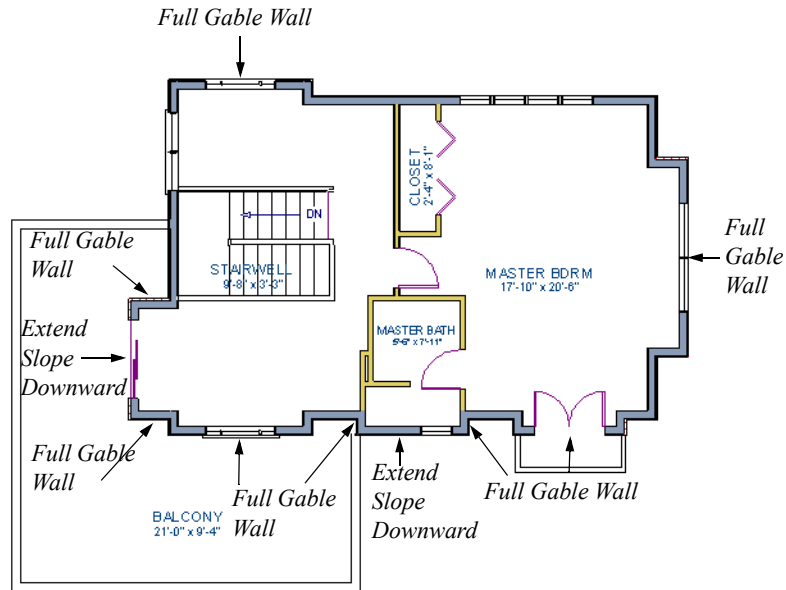 Full Gable Wall
CLOSET
2'-4" x 8'-1"
DN
Full Gable
Wall
STAIRWELL
9'-8" x 3'-3"
MASTER BDRM
17'-10" x 20'-6"
Full
Gable
Wall
Extend
Slope
Downward
MASTER BATH
5'-6" x 7'-11"
Full Gable
Wall
Full Gable
Wall
Extend
Slope
Downward
Full Gable Wall
BALCONY
21'-0" x 9'-4"